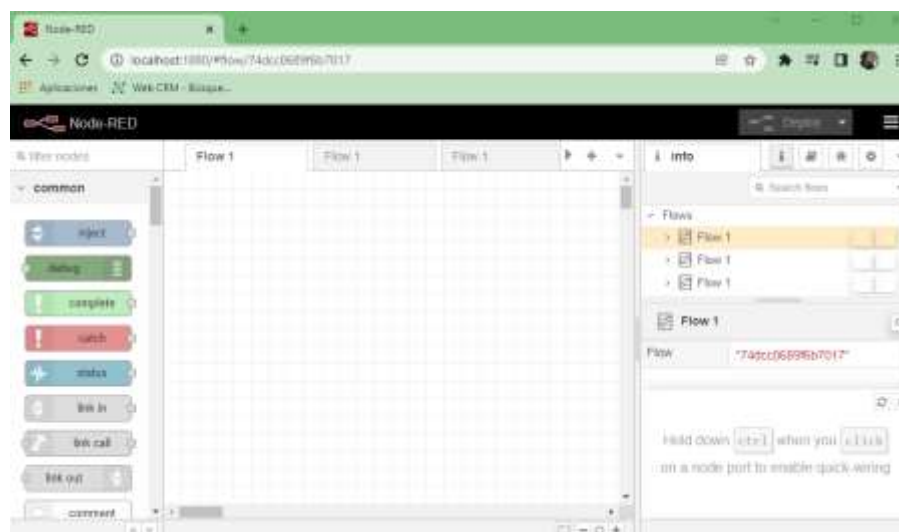 Node-RED
localhost:1880/#flow/74dcc0689f6b7017
Aplicaciones Web CRM - Bosque...
Node-RED
Deploy
filter nodes
Flow 1 Flow 1 Flow 1
info
Search flows
common
inject
debug
complete
catch
status
link in
link call
link out
comment
Flows
Flow 1
Flow 1
Flow 1
Flow 1
Flow "74dcc0689f6b7017"
Hold down ctrl when you click
on a node port to enable quick-wiring